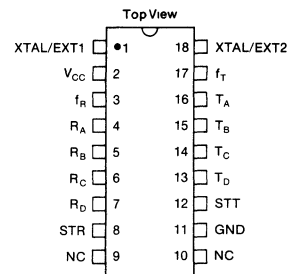 Top View
XTAL/EXT1 1 18 XTAL/EXT2
VCC 2 17 fT
fR 3 16 TA
RA 4 15 TB
RB 5 14 TC
RC 6 13 TD
RD 7 12 STT
STR 8 11 GND
NC 9 10 NC